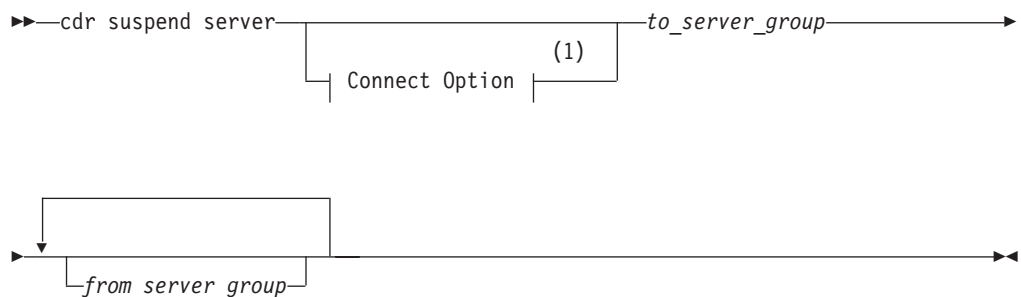 cdr suspend server to_server_group
(1)
Connect Option
from server group